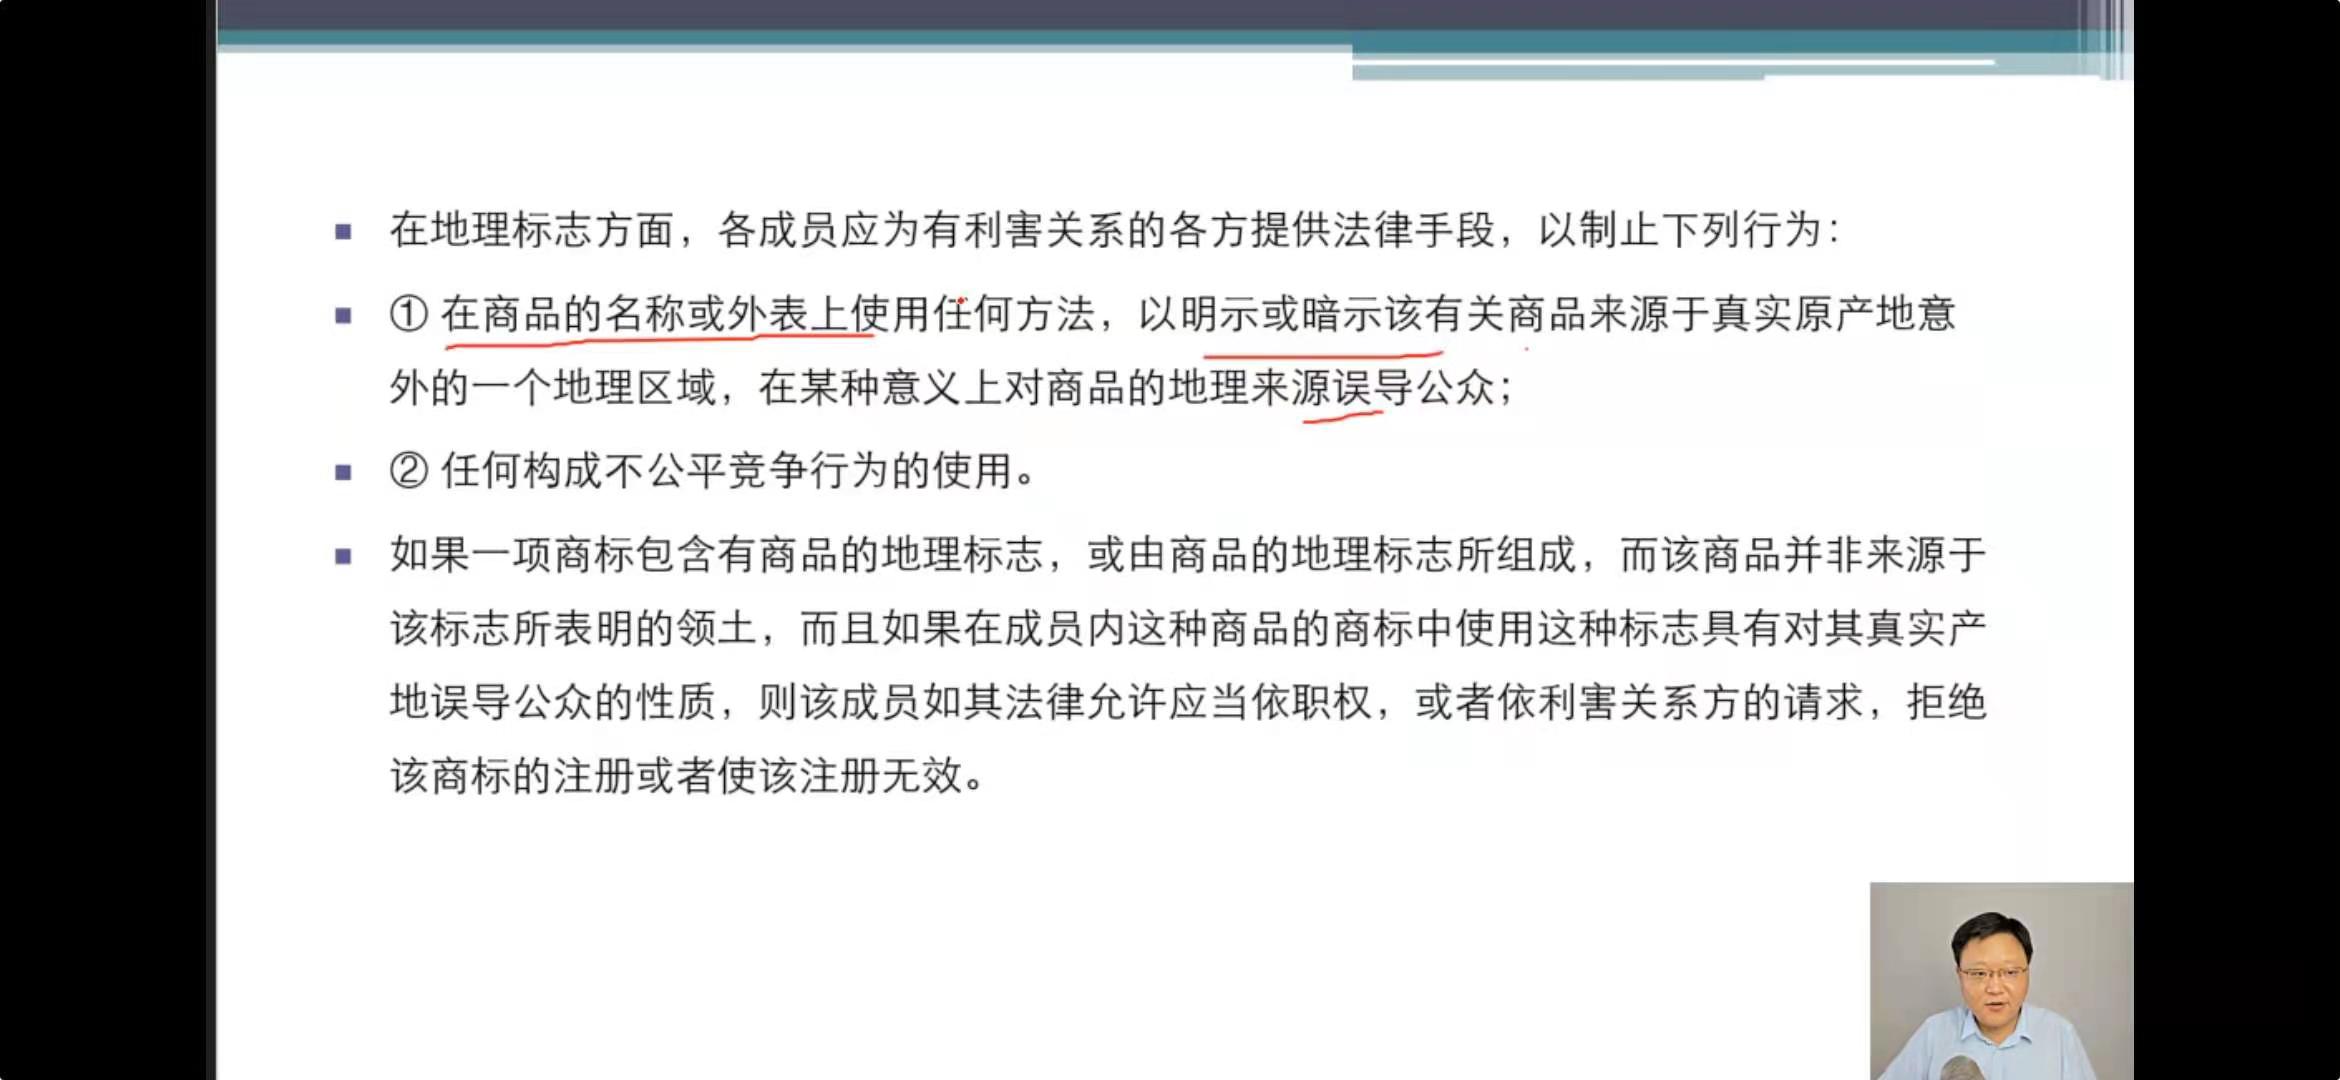 在地理标志方面，各成员应为有利害关系的各方提供法律手段，以制止下列行为：
① 在商品的名称或外表上使用任何方法，以明示或暗示该有关商品来源于真实原产地意
外的一个地理区域，在某种意义上对商品的地理来源误导公众；
② 任何构成不公平竞争行为的使用。
如果一项商标包含有商品的地理标志，或由商品的地理标志所组成，而该商品并非来源于
该标志所表明的领土，而且如果在成员内这种商品的商标中使用这种标志具有对其真实产
地误导公众的性质，则该成员如其法律允许应当依职权，或者依利害关系方的请求，拒绝
该商标的注册或者使该注册无效。